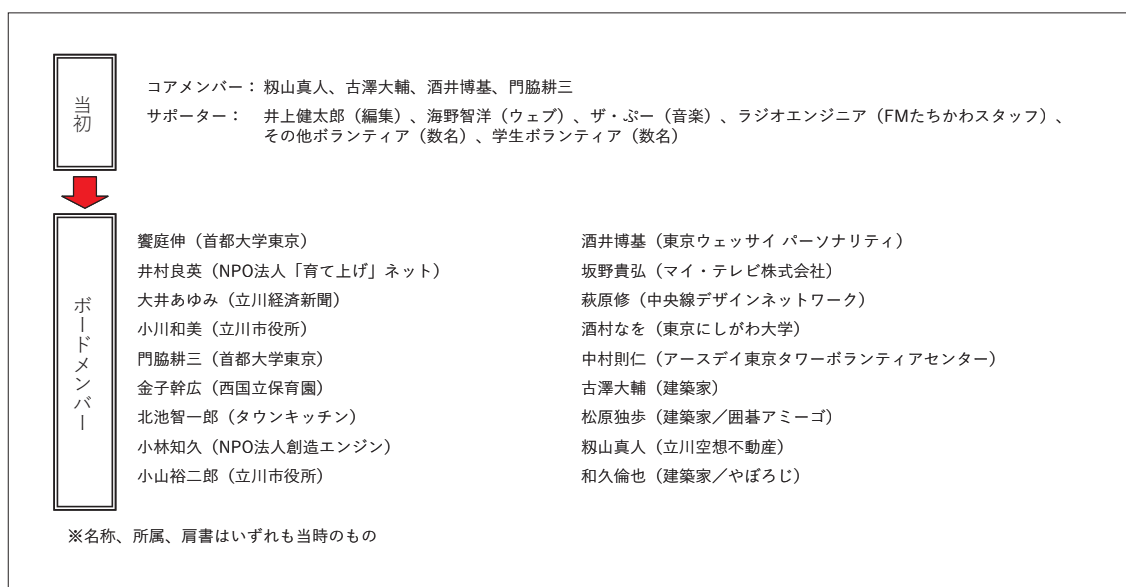 当初
コアメンバー：籾山真人、古澤大輔、酒井博基、門脇耕三
サポーター：　井上健太郎（編集）、海野智洋（ウェブ）、ザ・ぷー（音楽）、ラジオエンジニア（FMたちかわスタッフ）、
その他ボランティア（数名）、学生ボランティア（数名）
ボードメンバー
饗庭伸（首都大学東京）
井村良英（NPO法人「育て上げ」ネット）
大井あゆみ（立川経済新聞）
小川和美（立川市役所）
門脇耕三（首都大学東京）
金子幹広（西国立保育園）
北池智一郎（タウンキッチン）
小林知久（NPO法人創造エンジン）
小山裕二郎（立川市役所）
酒井博基（東京ウェッサイ パーソナリティ）
坂野貴弘（マイ・テレビ株式会社）
萩原修（中央線デザインネットワーク）
酒村なを（東京にしがわ大学）
中村則仁（アースデイ東京タワーボランティアセンター）
古澤大輔（建築家）
松原独歩（建築家／囲碁アミーゴ）
籾山真人（立川空想不動産）
和久倫也（建築家／やぼろじ）
※名称、所属、肩書はいずれも当時のもの